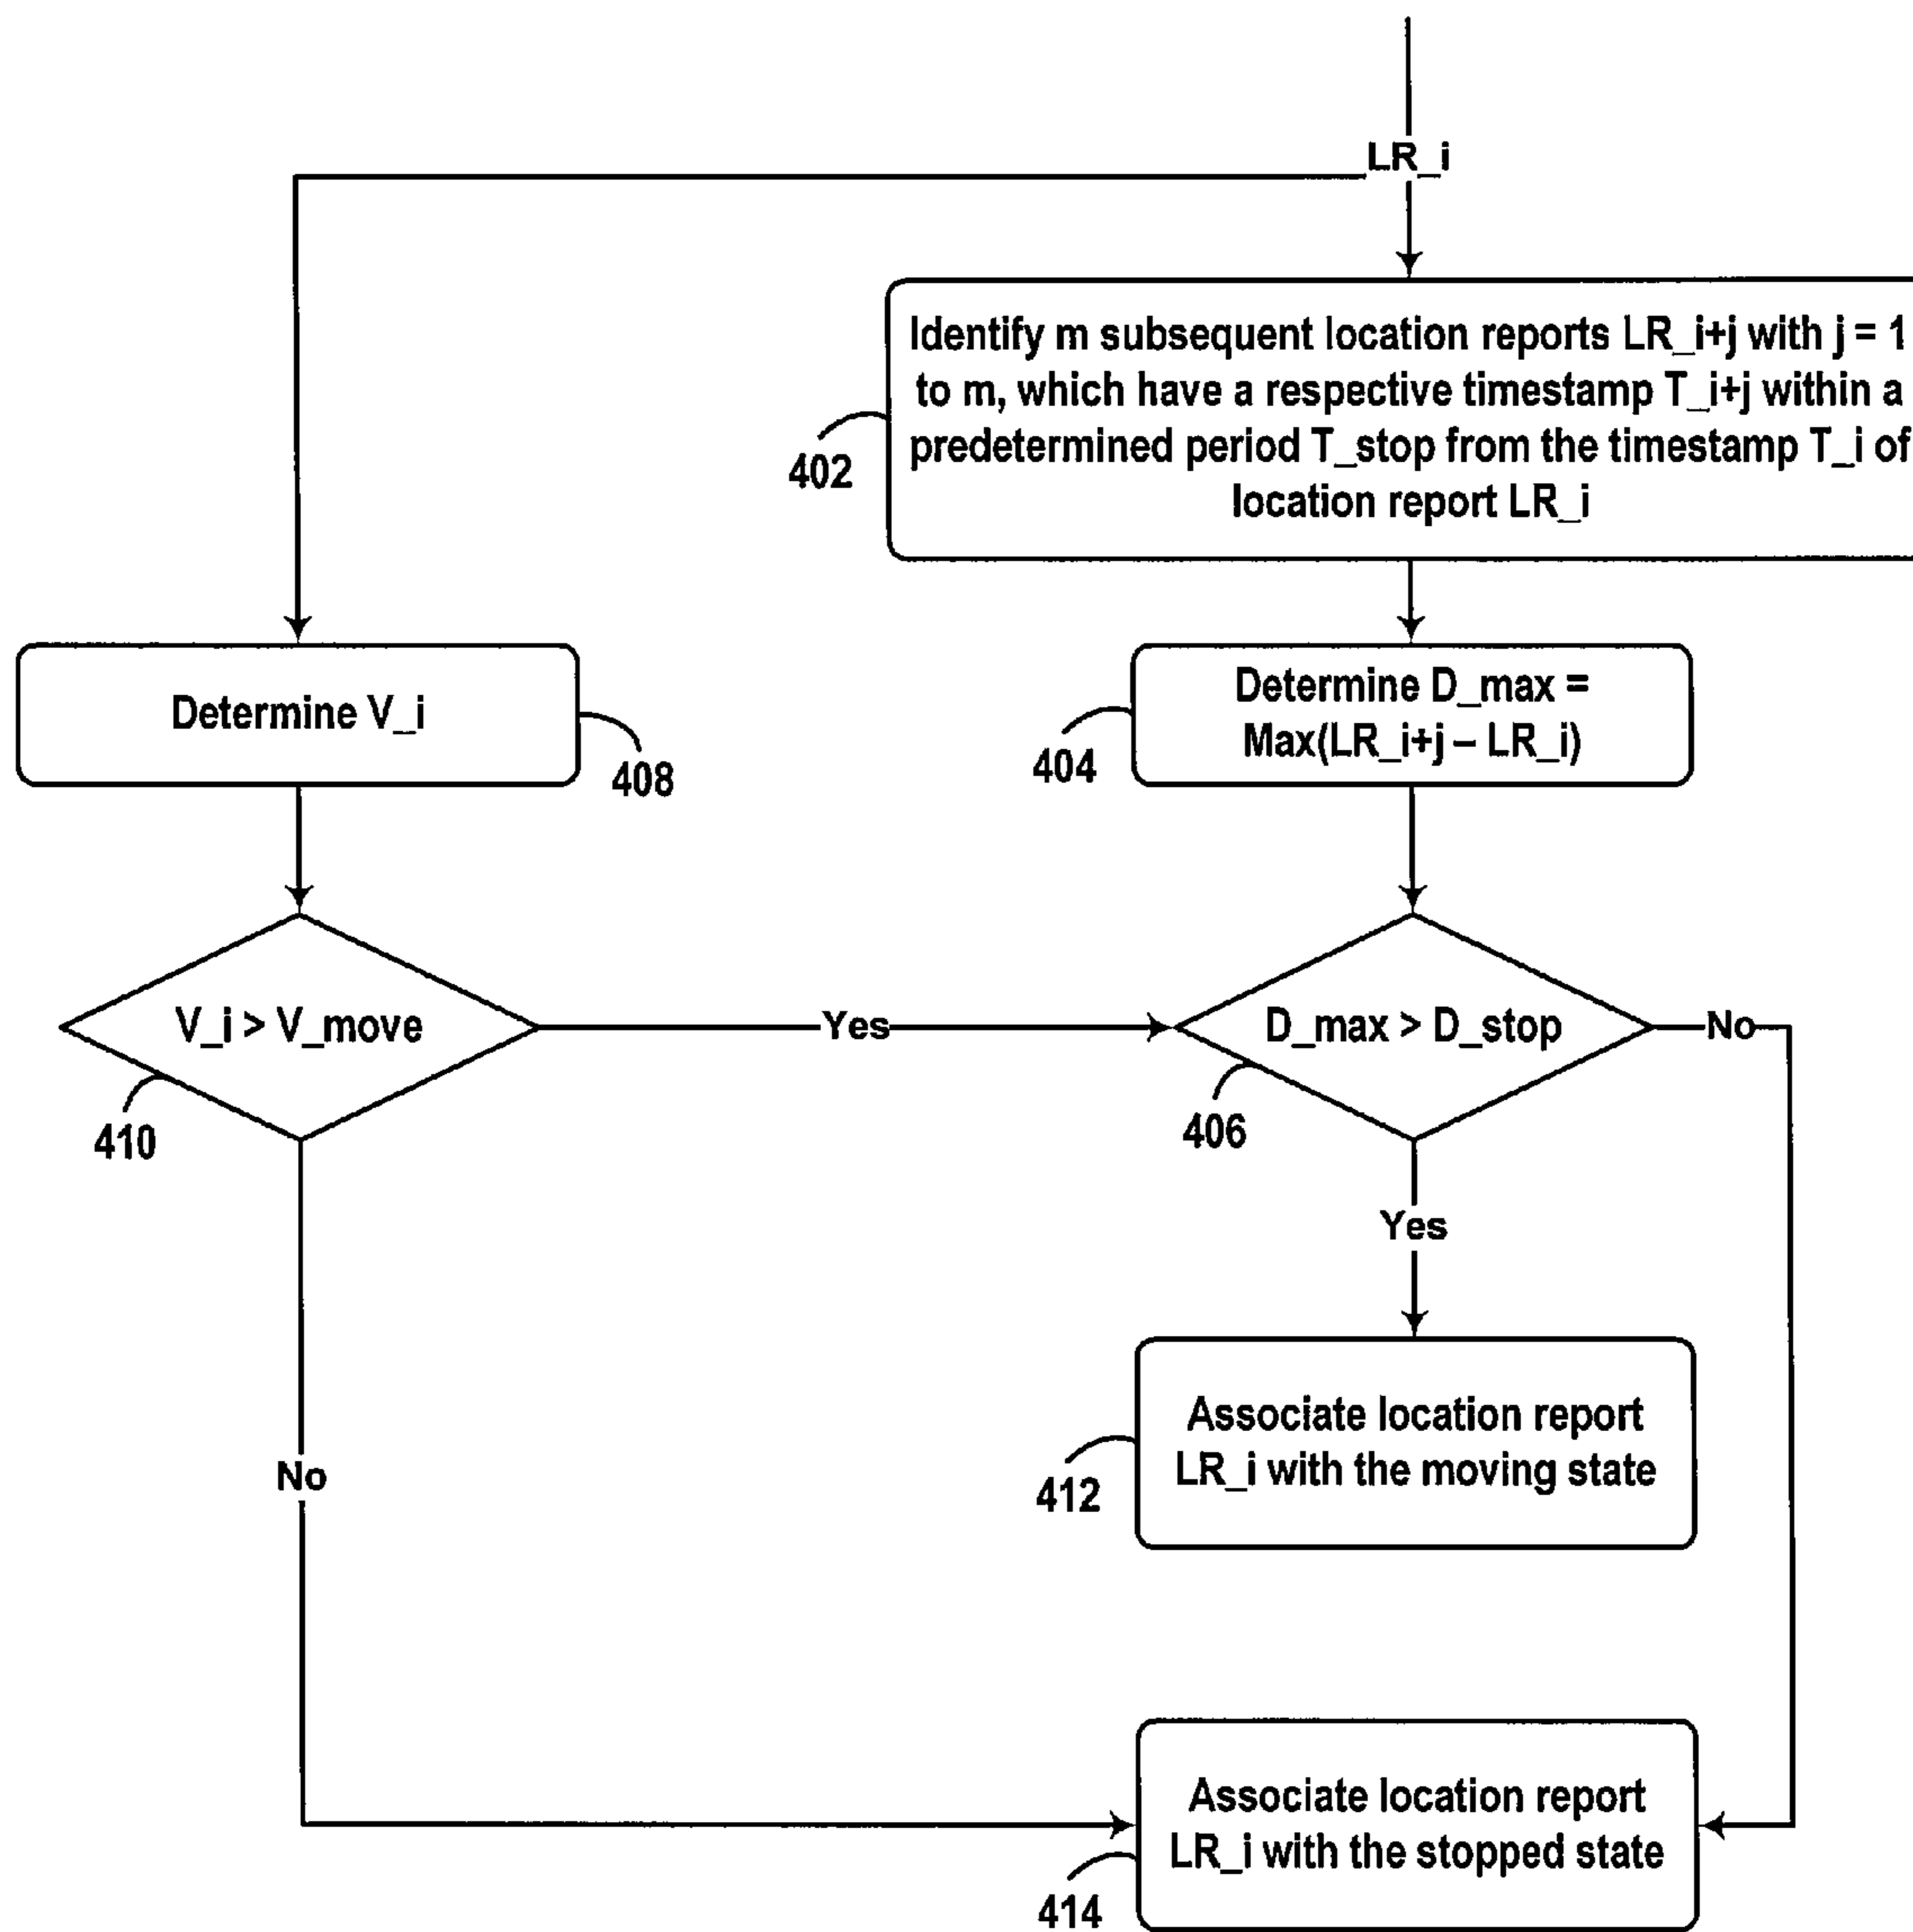 LR_i
Identify m subsequent location reports LR_i+j with j = 1
to m, which have a respective timestamp T_i+j within a
predetermined period T_stop from the timestamp T_i of
location report LR_i
402
Determine V_i
408
Determine D_max =
Max(LR_i+j – LR_i)
404
V_i > V_move
410
Yes
D_max > D_stop
406
No
Yes
Associate location report
LR_i with the moving state
412
No
Associate location report
LR_i with the stopped state
414